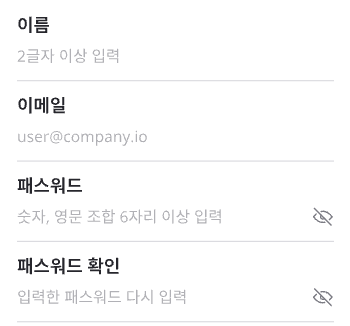 이름
2글자 이상 입력
이메일
user@company.io
패스워드
숫자, 영문 조합 6자리 이상 입력
패스워드 확인
입력한 패스워드 다시 입력